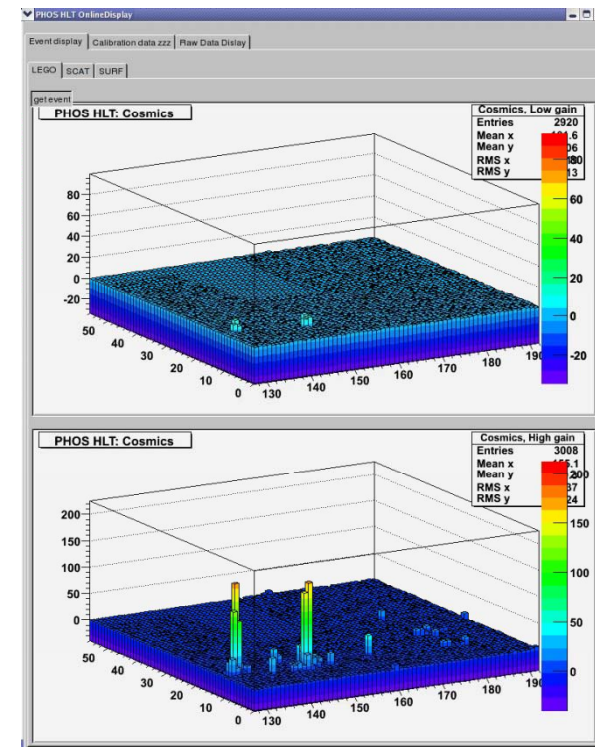 PHOS HLT OnlineDisplay
Event display Calibration data zzz Raw Data Dislay
LEGO SCAT SURF
get event
PHOS HLT: Cosmics
Cosmics, Low gain
Entries 2920
Mean x
Mean y
RMS x
RMS y
80
60
40
20
0
-20
80
60
40
20
0
-20
50
40
30
20
10
0
130
140
150
160
170
180
190
PHOS HLT: Cosmics
Cosmics, High gain
Entries 3008
Mean x
Mean y
RMS x
RMS y
200
150
100
50
0
200
150
100
50
0
50
40
30
20
10
0
130
140
150
160
170
180
190